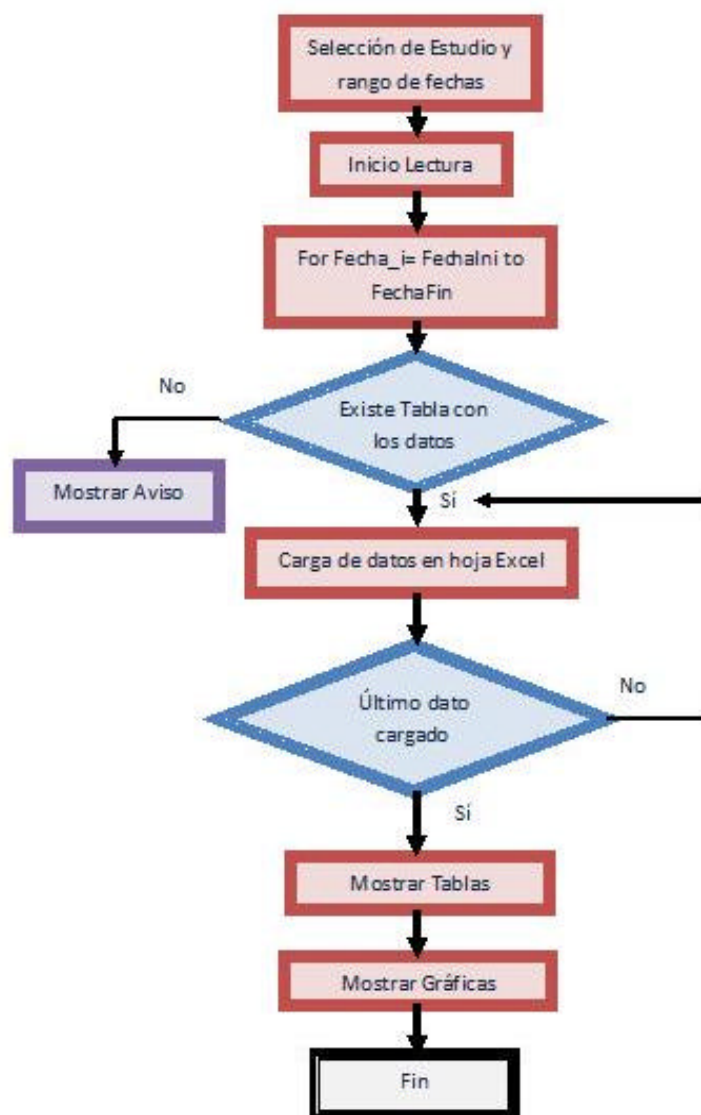 Selección de Estudio y
rango de fechas
Inicio Lectura
For Fecha_i= FechaIni to
FechaFin
No
Existe Tabla con
los datos
Mostrar Aviso
Sí
Carga de datos en hoja Excel
No
Último dato
cargado
Sí
Mostrar Tablas
Mostrar Gráficas
Fin